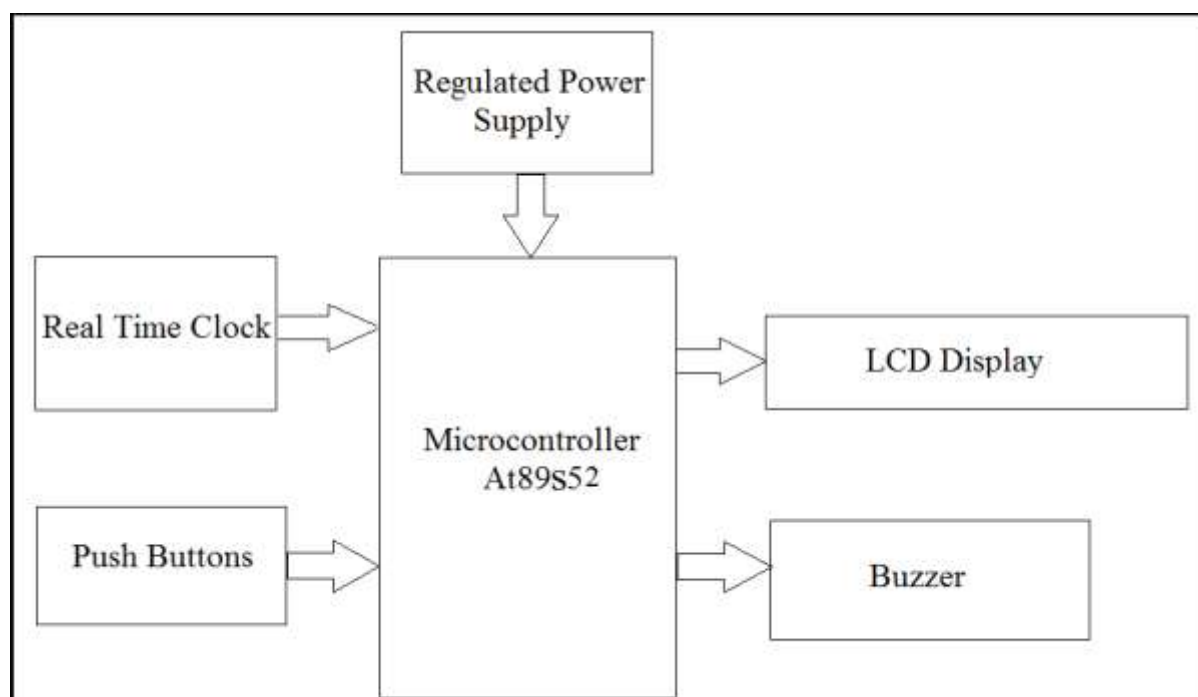 Regulated Power
Supply
Real Time Clock
LCD Display
Microcontroller
At89s52
Push Buttons
Buzzer